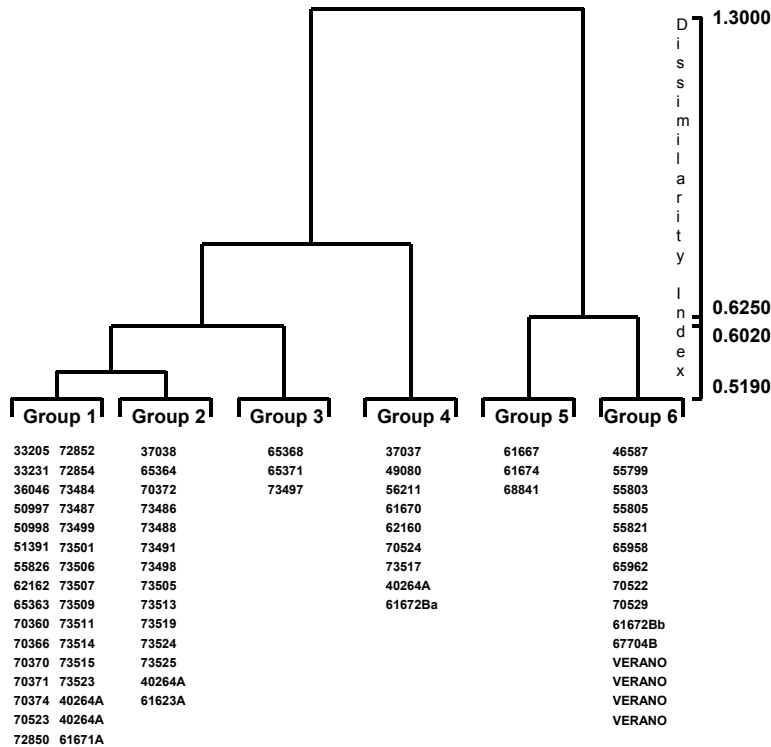 1.3000
Dissimilarity Index
0.6250
0.6020
0.5190
Group 1 Group 2 Group 3 Group 4 Group 5 Group 6
33205 72852 37038 65368 37037 61667 46587
33231 72854 65364 65371 49080 61674 55799
36046 73484 70372 73497 56211 68841 55803
50997 73487 73486 61670 55805
50998 73499 73488 62160 55821
51391 73501 73491 70524 65958
55826 73506 73498 73517 65962
62162 73507 73505 40264A 70522
65363 73509 73513 61672Ba 70529
70360 73511 73519 61672Bb
70366 73514 73524 67704B
70370 73515 73525 VERANO
70371 73523 40264A VERANO
70374 40264A 61623A VERANO
70523 40264A VERANO
72850 61671A